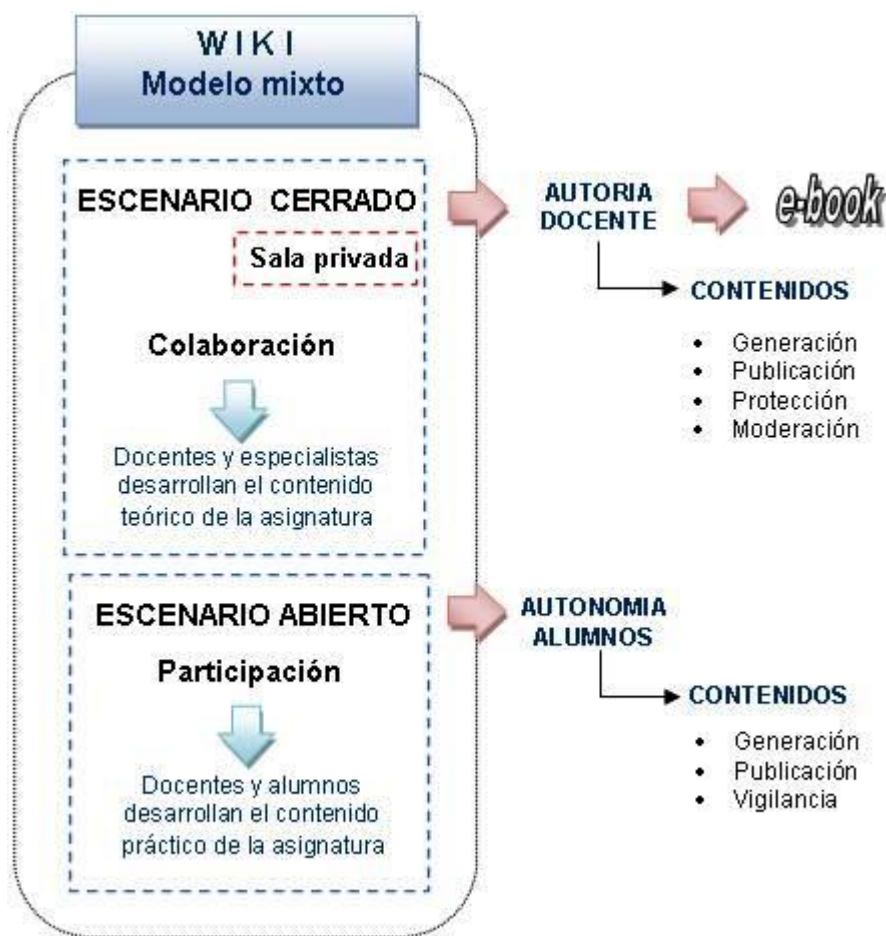 WIKI
Modelo mixto
ESCENARIO CERRADO
Sala privada
Colaboración
Docentes y especialistas
desarrollan el contenido
teórico de la asignatura
AUTORIA
DOCENTE
e-book
CONTENIDOS
• Generación
• Publicación
• Protección
• Moderación
ESCENARIO ABIERTO
Participación
Docentes y alumnos
desarrollan el contenido
práctico de la asignatura
AUTONOMIA
ALUMNOS
CONTENIDOS
• Generación
• Publicación
• Vigilancia